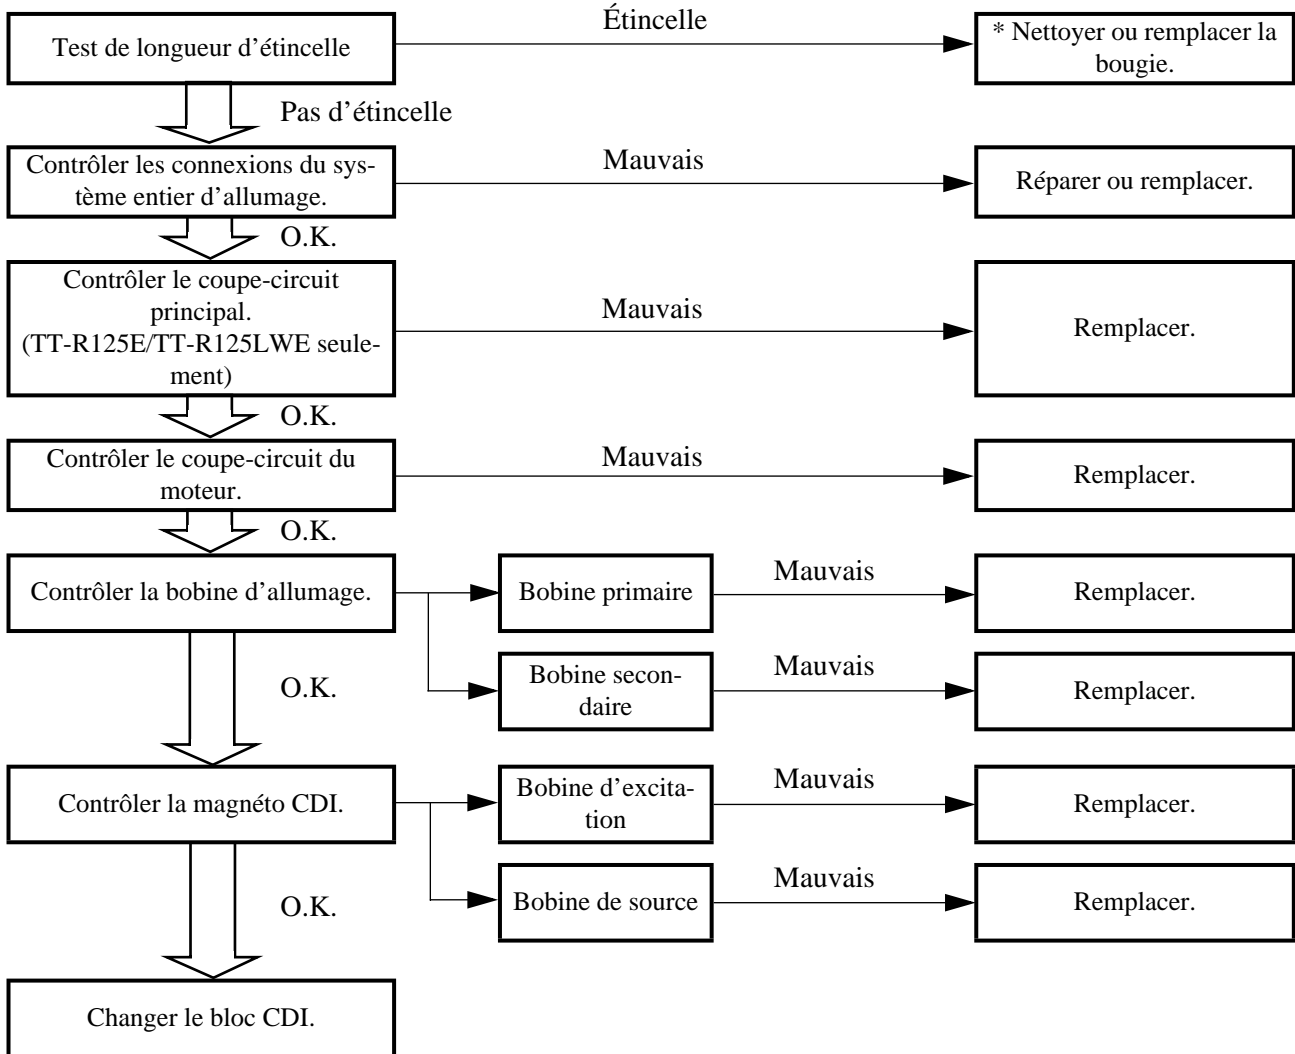 Étincelle
Test de longueur d’étincelle
* Nettoyer ou remplacer la
bougie.
Pas d’étincelle
Contrôler les connexions du sys-
tème entier d’allumage.
Mauvais
Réparer ou remplacer.
O.K.
Contrôler le coupe-circuit
principal.
(TT-R125E/TT-R125LWE seule-
ment)
Mauvais
Remplacer.
O.K.
Contrôler le coupe-circuit du
moteur.
Mauvais
Remplacer.
O.K.
Contrôler la bobine d’allumage.
Bobine primaire
Mauvais
Remplacer.
Bobine secon-
daire
Mauvais
Remplacer.
O.K.
Contrôler la magnéto CDI.
Bobine d’excita-
tion
Mauvais
Remplacer.
Bobine de source
Mauvais
Remplacer.
O.K.
Changer le bloc CDI.